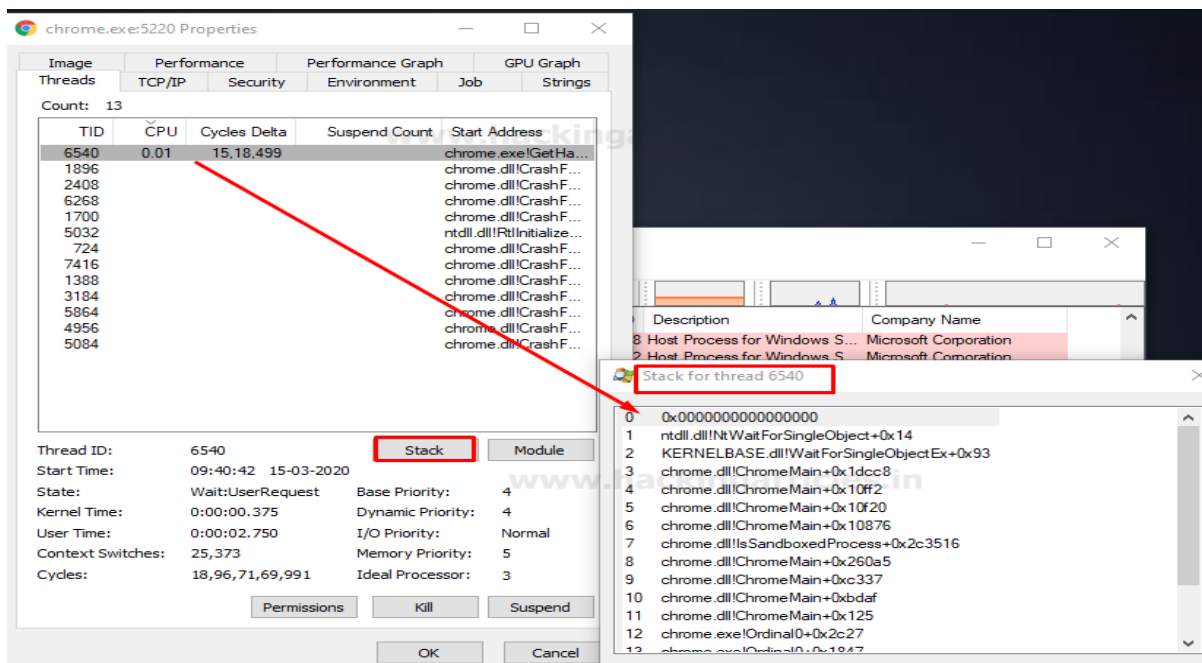 chrome.exe:5220 Properties
Image Performance Performance Graph GPU Graph
Threads TCP/IP Security Environment Job Strings
Count: 13
TID CPU Cycles Delta Suspend Count Start Address
6540 0.01 15,18,499 chrome.exe!GetHa...
1896 chrome.dll!CrashF...
2408 chrome.dll!CrashF...
6268 chrome.dll!CrashF...
1700 chrome.dll!CrashF...
5032 ntdll.dll!RtlInitialize...
724 chrome.dll!CrashF...
7416 chrome.dll!CrashF...
1388 chrome.dll!CrashF...
3184 chrome.dll!CrashF...
5864 chrome.dll!CrashF...
4956 chrome.dll!CrashF...
5084 chrome.dll!CrashF...
Thread ID: 6540 Stack Module
Start Time: 09:40:42 15-03-2020
State: Wait:UserRequest Base Priority: 4
Kernel Time: 0:00:00.375 Dynamic Priority: 4
User Time: 0:00:02.750 I/O Priority: Normal
Context Switches: 25,373 Memory Priority: 5
Cycles: 18,96,71,69,991 Ideal Processor: 3
Permissions Kill Suspend
OK Cancel
Description Company Name
8 Host Process for Windows S... Microsoft Corporation
2 Host Process for Windows S... Microsoft Corporation
Stack for thread 6540
0 0x0000000000000000
1 ntdll.dll!NtWaitForSingleObject+0x14
2 KERNELBASE.dll!WaitForSingleObjectEx+0x93
3 chrome.dll!ChromeMain+0x1dcc8
4 chrome.dll!ChromeMain+0x10ff2
5 chrome.dll!ChromeMain+0x10f20
6 chrome.dll!ChromeMain+0x10876
7 chrome.dll!IsSandboxedProcess+0x2c3516
8 chrome.dll!ChromeMain+0x260a5
9 chrome.dll!ChromeMain+0xc337
10 chrome.dll!ChromeMain+0xbdaf
11 chrome.dll!ChromeMain+0x125
12 chrome.exe!Ordinal0+0x2c27
13 chrome.exe!Ordinal0+0x1847
www.hackingarticles.in